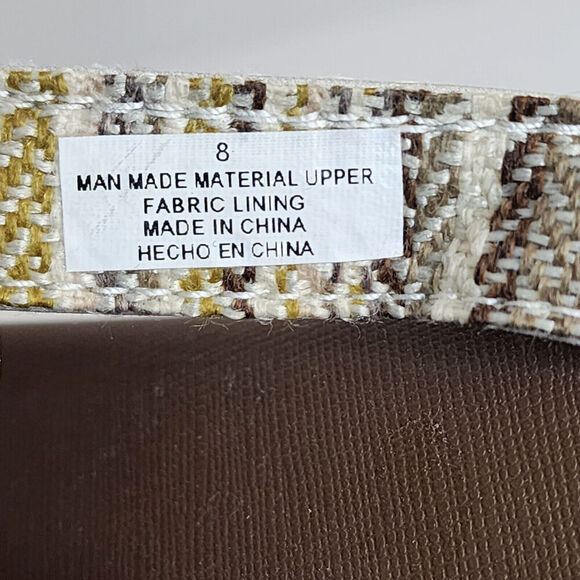 8
MAN MADE MATERIAL UPPER
FABRIC LINING
MADE IN CHINA
HECHO EN CHINA